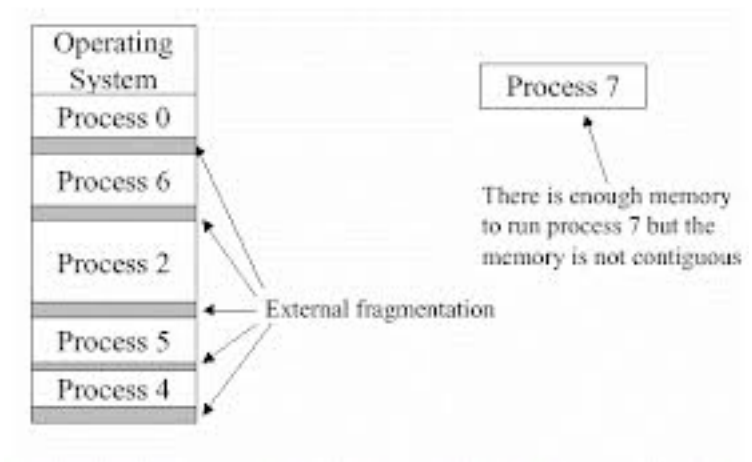 Operating
System
Process 0
Process 6
Process 2
Process 5
Process 4
External fragmentation
Process 7
There is enough memory
to run process 7 but the
memory is not contiguous